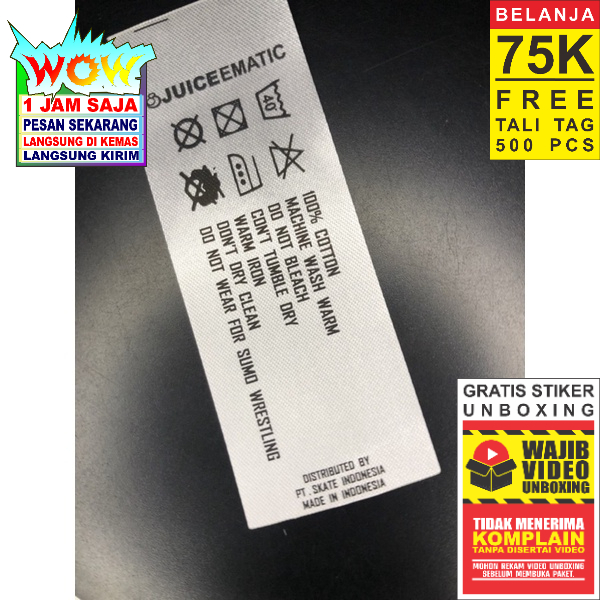 WOW
1 JAM SAJA
PESAN SEKARANG
LANGSUNG DI KEMAS
LANGSUNG KIRIM
BELANJA
75K
FREE
TALI TAG
500 PCS
JUICEEMATIC
40
100% COTTON
MACHINE WASH WARM
DO NOT BLEACH
CON'T TUMBLE DRY
WARM IRON
DON'T DRY CLEAN
DO NOT WEAR FOR SUMO WRESTLING
DISTRIBUTED BY
PT. SKATE INDONESIA
MADE IN INDONESIA
GRATIS STIKER
UNBOXING
WAJIB
VIDEO
UNBOXING
TIDAK MENERIMA
KOMPLAIN
TANPA DISERTAI VIDEO
MOHON REKAM VIDEO UNBOXING
SEBELUM MEMBUKA PAKET.